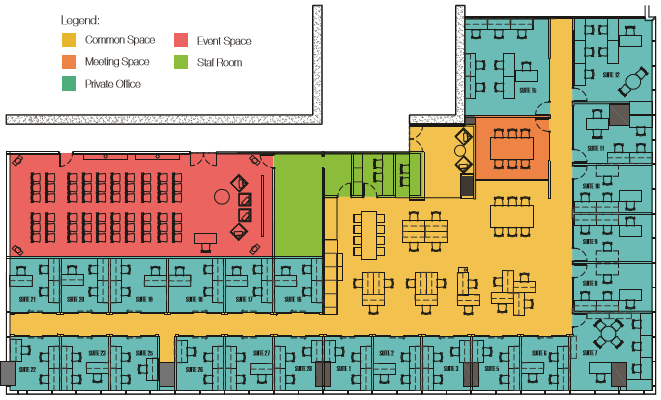 Legend:
Common Space
Event Space
Meeting Space
Staf Room
Private Office
SUITE 15
SUITE 12
SUITE 11
SUITE 10
SUITE 9
SUITE 8
SUITE 21
SUITE 20
SUITE 19
SUITE 18
SUITE 17
SUITE 16
SUITE 22
SUITE 23
SUITE 25
SUITE 26
SUITE 27
SUITE 28
SUITE 1
SUITE 2
SUITE 3
SUITE 5
SUITE 6
SUITE 7